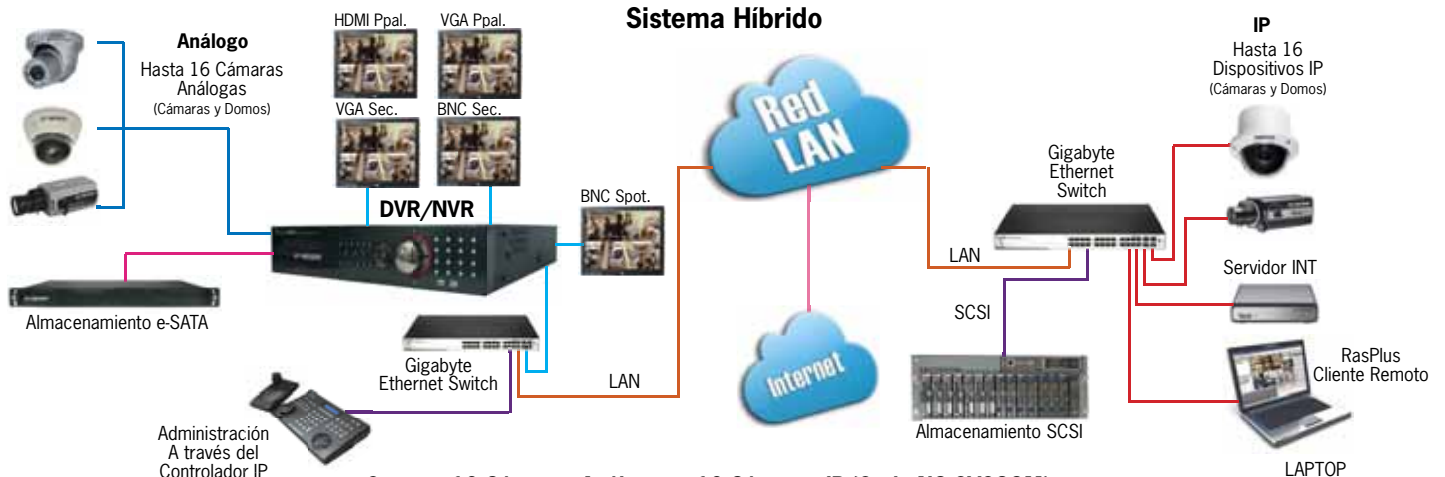 Sistema Híbrido
HDMI Ppal.
VGA Ppal.
Análogo
Hasta 16 Cámaras
Análogas
(Cámaras y Domos)
VGA Sec.
BNC Sec.
IP
Hasta 16
Dispositivos IP
(Cámaras y Domos)
Red
LAN
Gigabyte
Ethernet
Switch
DVR/NVR
BNC Spot.
LAN
Servidor INT
Almacenamiento e-SATA
SCSI
Internet
Gigabyte
Ethernet Switch
LAN
RasPlus
Cliente Remoto
Almacenamiento SCSI
Administración
A través del
Controlador IP
LAPTOP